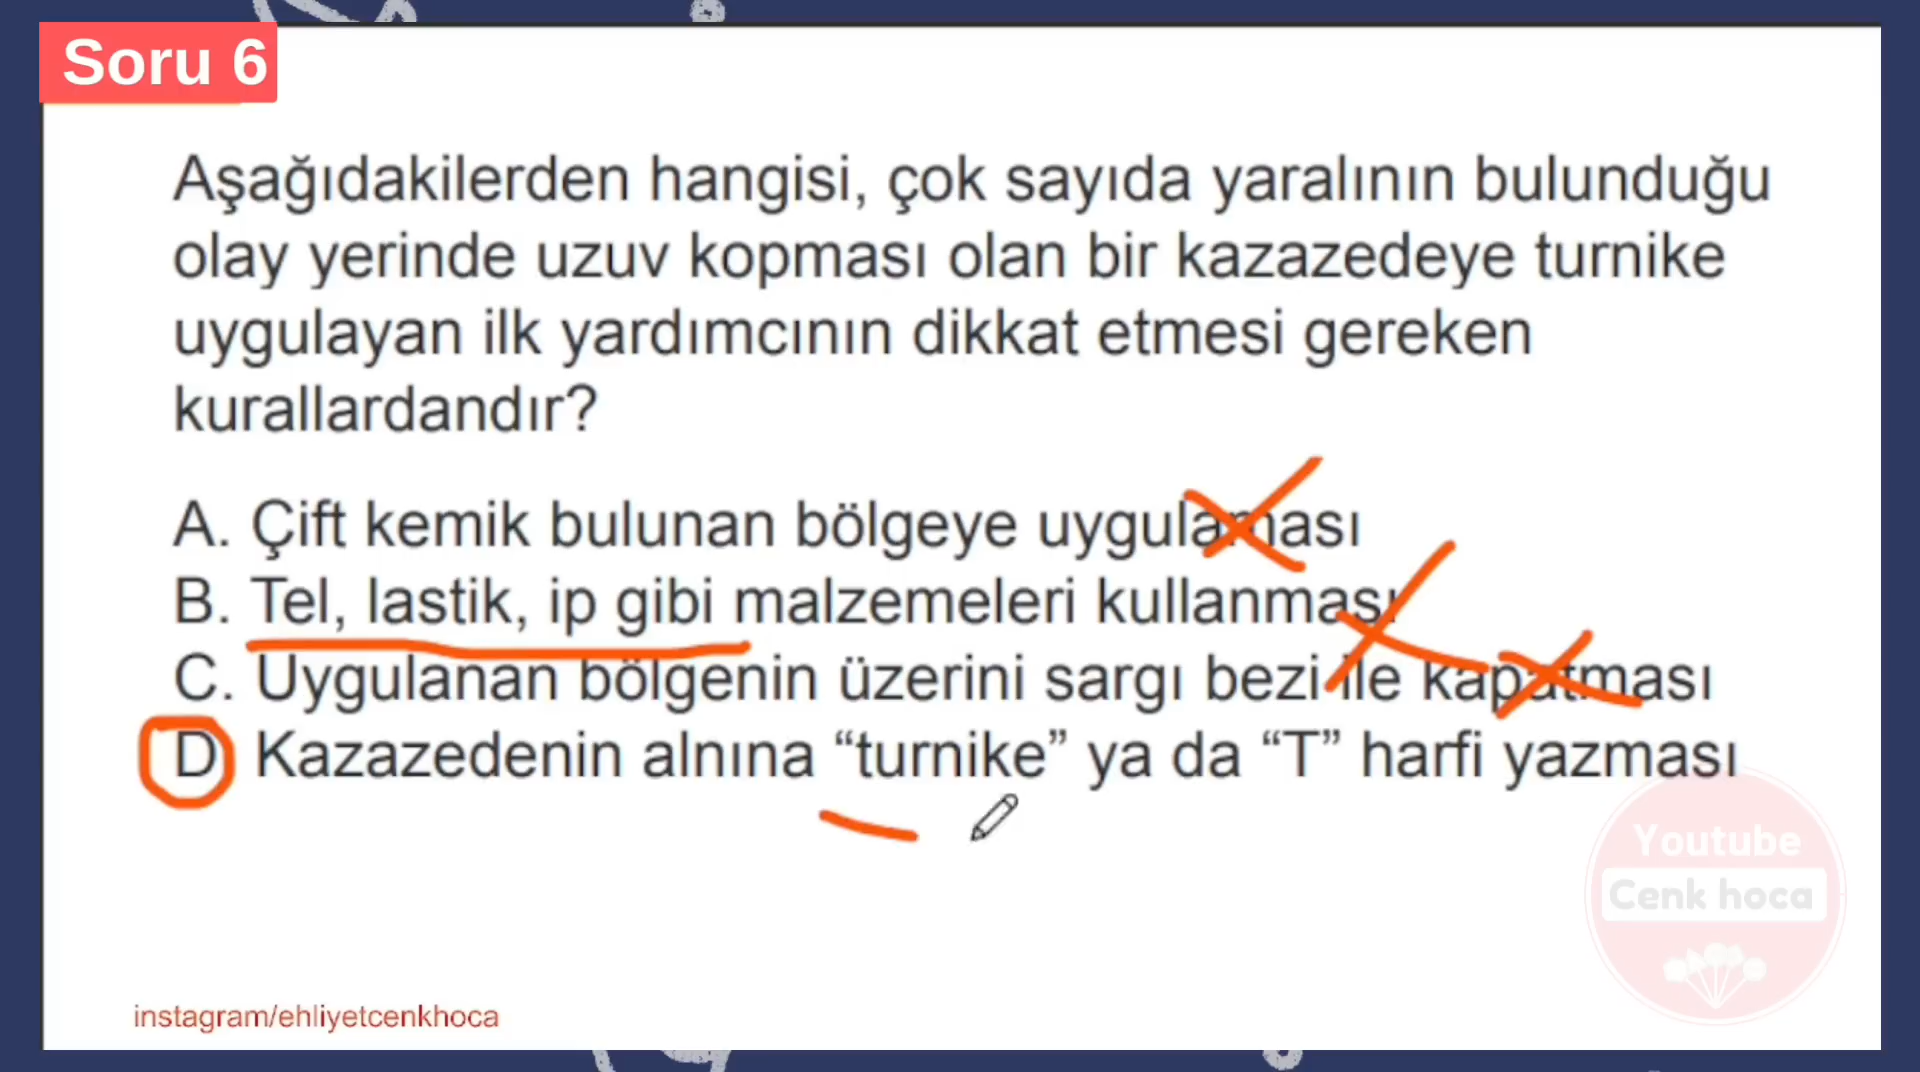 Soru 6
Aşağıdakilerden hangisi, çok sayıda yaralının bulunduğu
olay yerinde uzuv kopması olan bir kazazedeye turnike
uygulayan ilk yardımcının dikkat etmesi gereken
kurallardandır?
A. Çift kemik bulunan bölgeye uygulaması
B. Tel, lastik, ip gibi malzemeleri kullanması
C. Uygulanan bölgenin üzerini sargı bezi ile kapatması
D Kazazedenin alnına “turnike” ya da “T” harfi yazması
Youtube
Cenk hoca
instagram/ehliyetcenkhoca